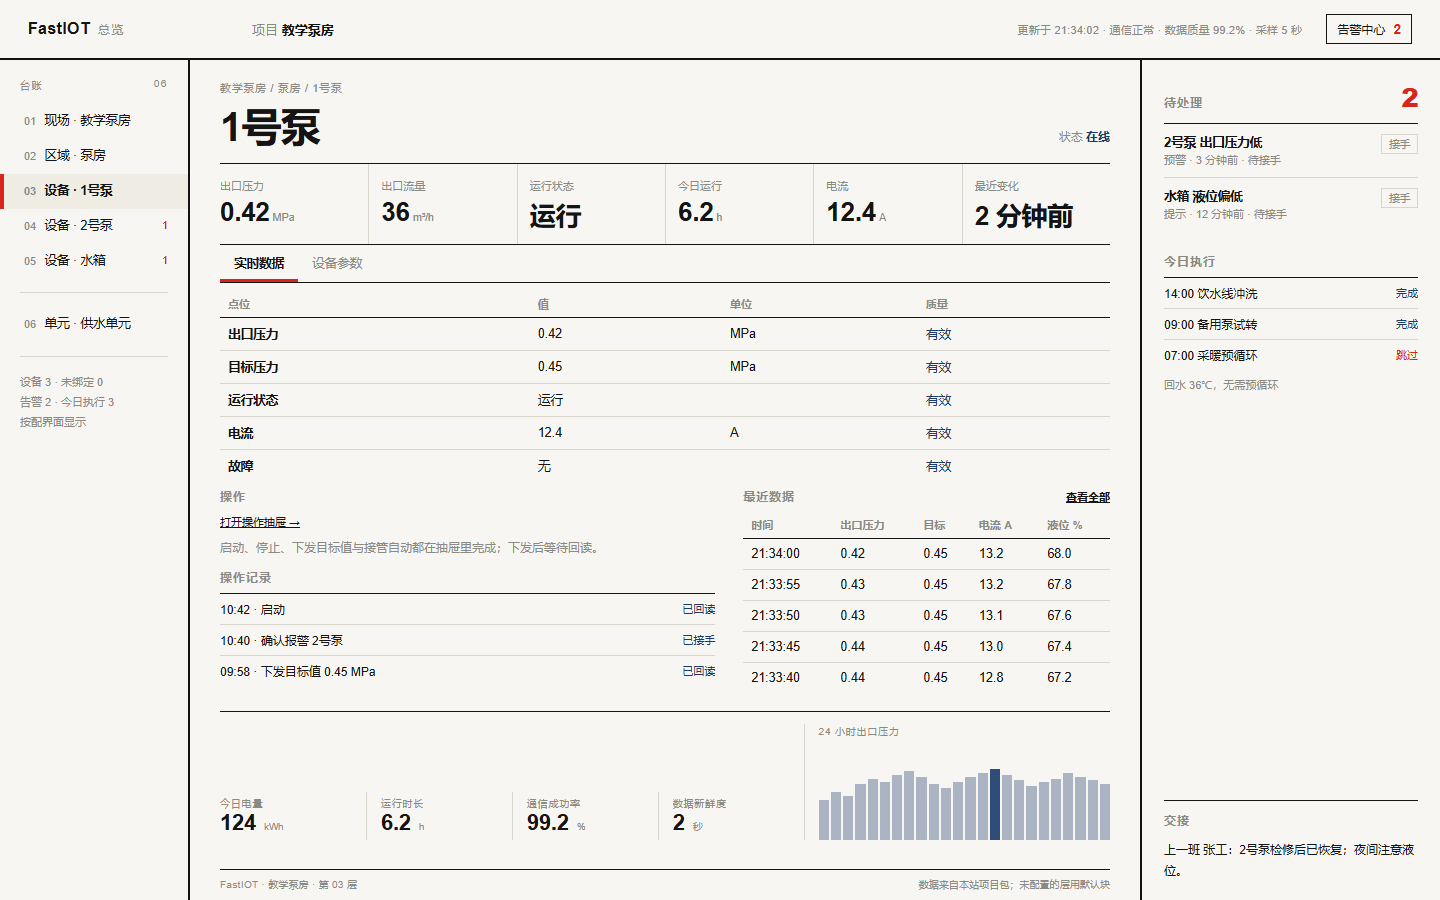 FastIOT 总览
项目 教学泵房
更新于 21:34:02 · 通信正常 · 数据质量 99.2% · 采样 5 秒
告警中心 2
台账 06
01 现场 · 教学泵房
02 区域 · 泵房
03 设备 · 1号泵
04 设备 · 2号泵 1
05 设备 · 水箱 1
06 单元 · 供水单元
设备 3 · 未绑定 0
告警 2 · 今日执行 3
按配界面显示
教学泵房 / 泵房 / 1号泵
1号泵
状态 在线
出口压力
0.42 MPa
出口流量
36 m³/h
运行状态
运行
今日运行
6.2 h
电流
12.4 A
最近变化
2 分钟前
实时数据 设备参数
点位 值 单位 质量
出口压力 0.42 MPa 有效
目标压力 0.45 MPa 有效
运行状态 运行 有效
电流 12.4 A 有效
故障 无 有效
操作
打开操作抽屉 →
启动、停止、下发目标值与接管自动都在抽屉里完成；下发后等待回读。
操作记录
10:42 · 启动 已回读
10:40 · 确认报警 2号泵 已接手
09:58 · 下发目标值 0.45 MPa 已回读
最近数据 查看全部
时间 出口压力 目标 电流 A 液位 %
21:34:00 0.42 0.45 13.2 68.0
21:33:55 0.43 0.45 13.2 67.8
21:33:50 0.43 0.45 13.1 67.6
21:33:45 0.44 0.45 13.0 67.4
21:33:40 0.44 0.45 12.8 67.2
今日电量
124 kWh
运行时长
6.2 h
通信成功率
99.2 %
数据新鲜度
2 秒
24 小时出口压力
FastIOT · 教学泵房 · 第 03 层
数据来自本站项目包；未配置的层用默认块
待处理 2
2号泵 出口压力低 接手
预警 · 3 分钟前 · 待接手
水箱 液位偏低 接手
提示 · 12 分钟前 · 待接手
今日执行
14:00 饮水线冲洗 完成
09:00 备用泵试转 完成
07:00 采暖预循环 跳过
回水 36°C，无需预循环
交接
上一班 张工：2号泵检修后已恢复；夜间注意液
位。